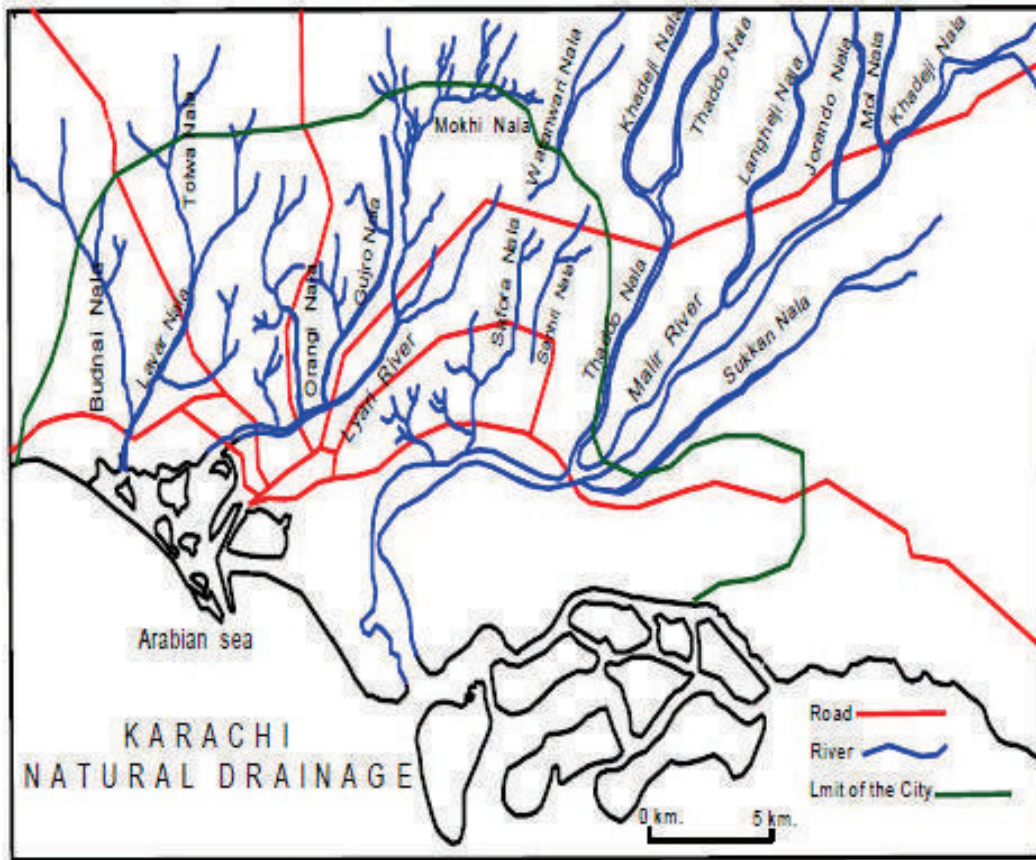 Budnai Nala
Tolwa Nala
Layar Nala
Orangi Nala
Gujro Nala
Mokhi Nala
Lyari River
Safora Nala
Thaddo Nala
Malir River
Sukkan Nala
Khadeji Nala
Thaddo Nala
Langheji Nala
Jorando Nala
Mol Nala
Khadeji Nala
Arabian sea
KARACHI
NATURAL DRAINAGE
Road
River
Lmit of the City
0 km. 5 km.